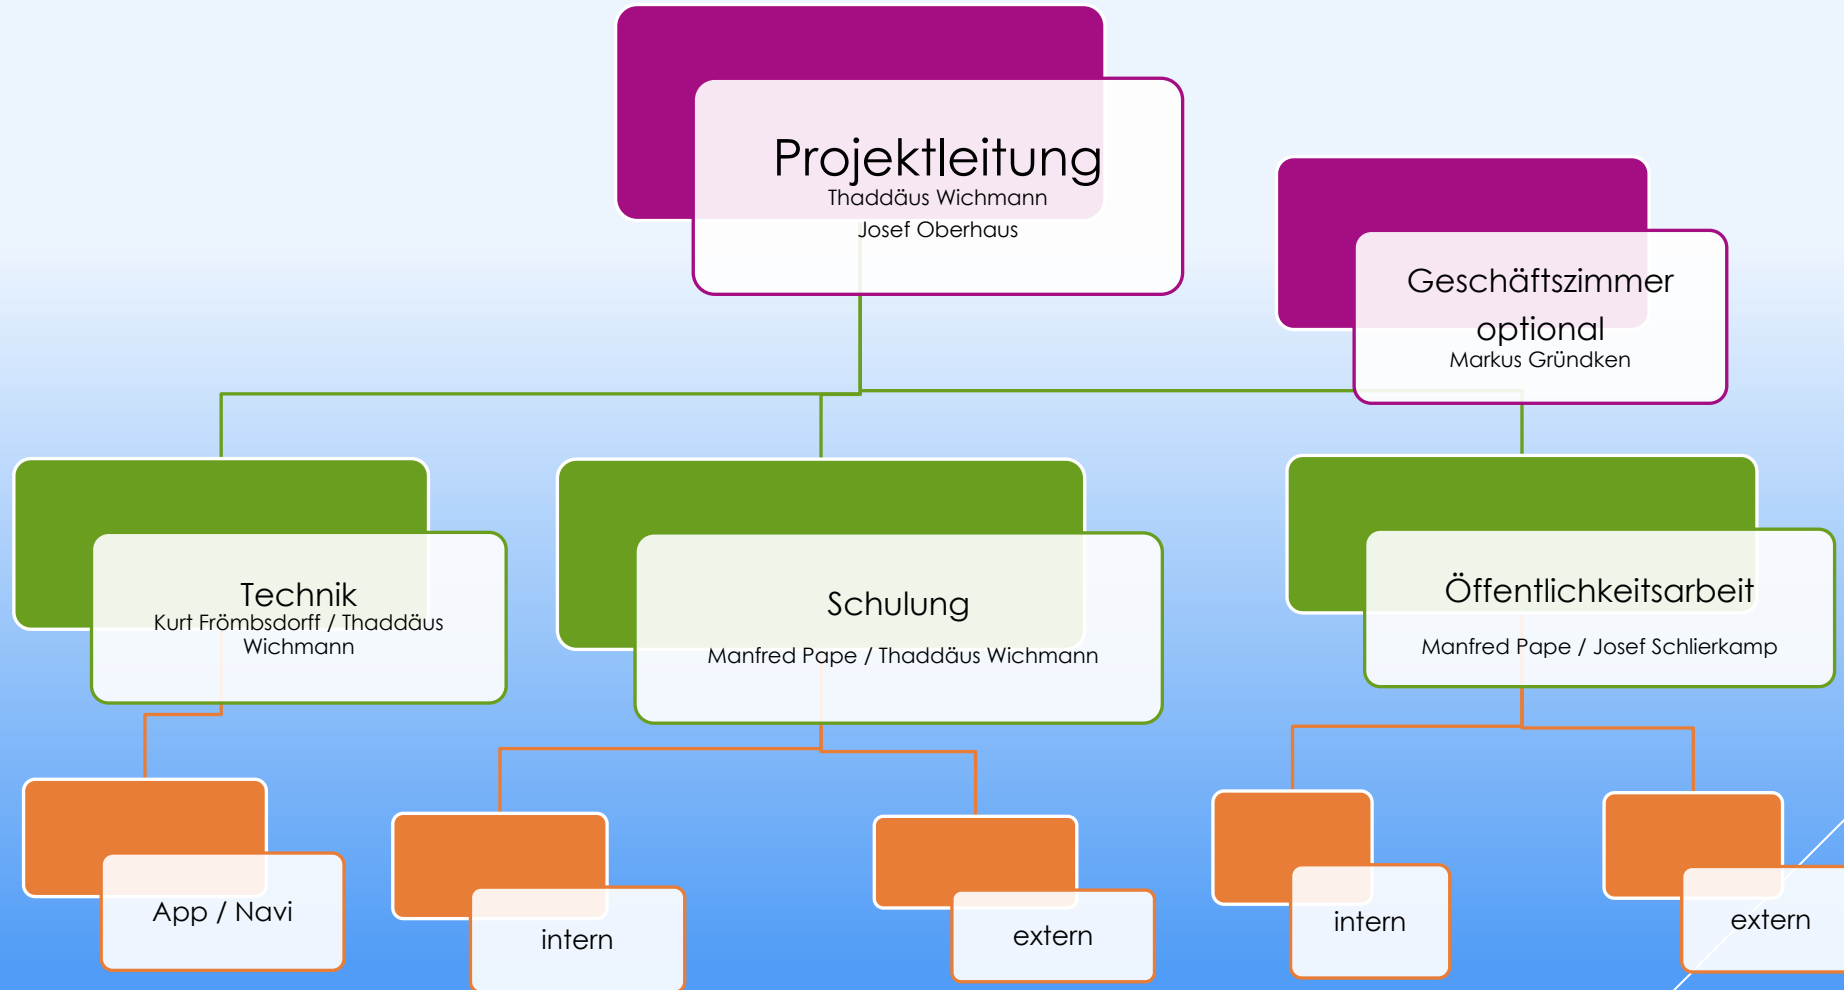 Projektleitung
Thaddäus Wichmann
Josef Oberhaus
Geschäftszimmer
optional
Markus Gründken
Technik
Kurt Frömbsdorff / Thaddäus
Wichmann
Schulung
Manfred Pape / Thaddäus Wichmann
Öffentlichkeitsarbeit
Manfred Pape / Josef Schlierkamp
App / Navi
intern
extern
intern
extern